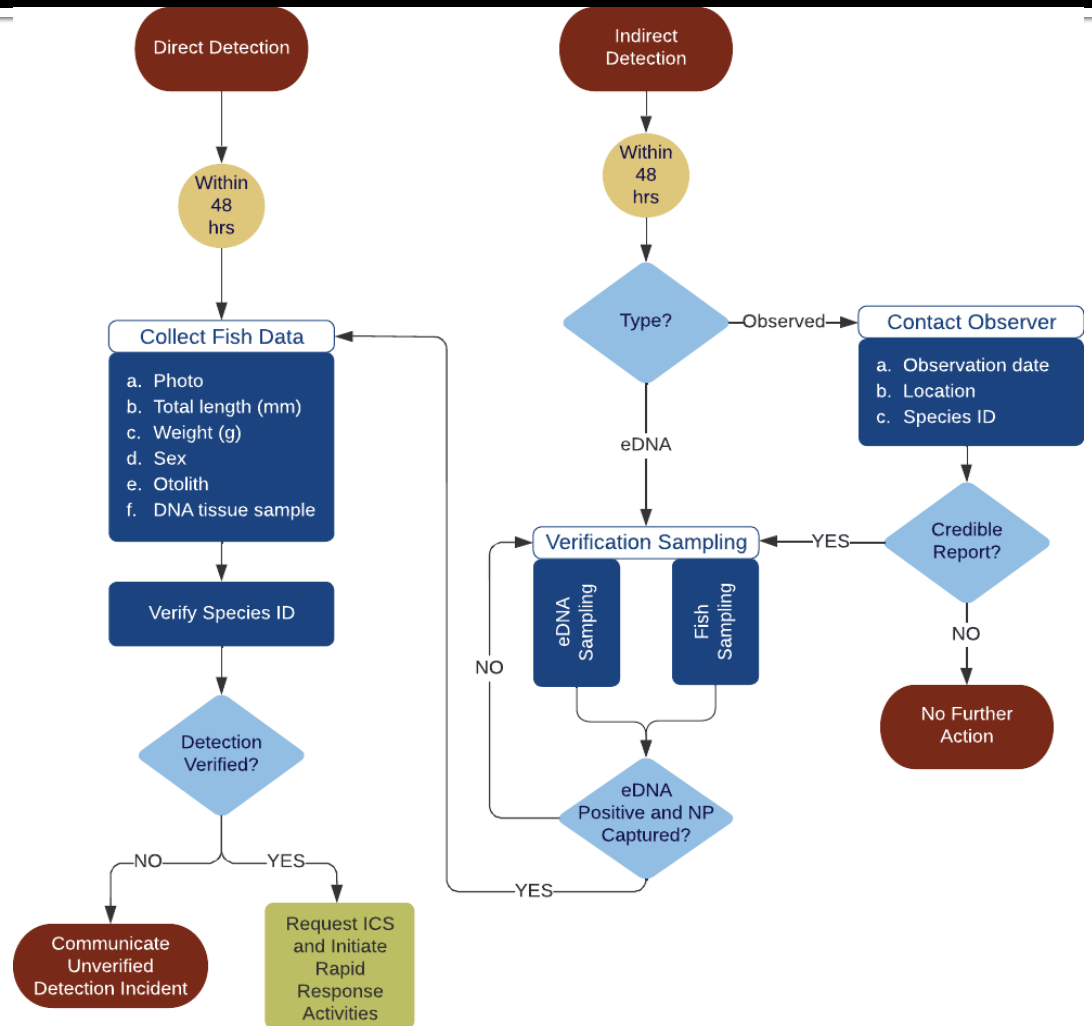 Direct Detection
Within
48
hrs
Collect Fish Data
a. Photo
b. Total length (mm)
c. Weight (g)
d. Sex
e. Otolith
f. DNA tissue sample
Verify Species ID
Detection
Verified?
NO
YES
Communicate
Unverified
Detection Incident
Request ICS
and Initiate
Rapid
Response
Activities
Indirect
Detection
Within
48
hrs
Type?
Observed
eDNA
Contact Observer
a. Observation date
b. Location
c. Species ID
Credible
Report?
YES
NO
No Further
Action
Verification Sampling
eDNA
Sampling
Fish
Sampling
eDNA
Positive and NP
Captured?
NO
YES